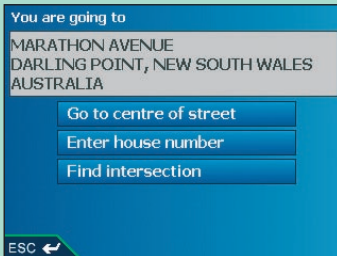 You are going to
MARATHON AVENUE
DARLING POINT, NEW SOUTH WALES
AUSTRALIA
Go to centre of street
Enter house number
Find intersection
ESC